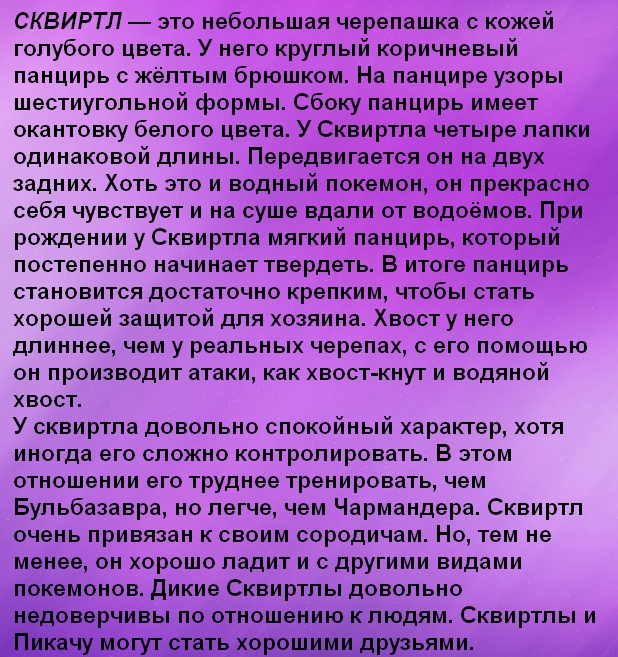 СКВИРТЛ — это небольшая черепашка с кожей
голубого цвета. У него круглый коричневый
панцирь с жёлтым брюшком. На панцире узоры
шестиугольной формы. Сбоку панцирь имеет
окантовку белого цвета. У Сквиртла четыре лапки
одинаковой длины. Передвигается он на двух
задних. Хоть это и водный покемон, он прекрасно
себя чувствует и на суше вдали от водоёмов. При
рождении у Сквиртла мягкий панцирь, который
постепенно начинает твердеть. В итоге панцирь
становится достаточно крепким, чтобы стать
хорошей защитой для хозяина. Хвост у него
длиннее, чем у реальных черепах, с его помощью
он производит атаки, как хвост-кнут и водяной
хвост.
У сквиртла довольно спокойный характер, хотя
иногда его сложно контролировать. В этом
отношении его труднее тренировать, чем
Бульбазавра, но легче, чем Чармандера. Сквиртл
очень привязан к своим сородичам. Но, тем не
менее, он хорошо ладит и с другими видами
покемонов. Дикие Сквиртлы довольно
недоверчивы по отношению к людям. Сквиртлы и
Пикачу могут стать хорошими друзьями.